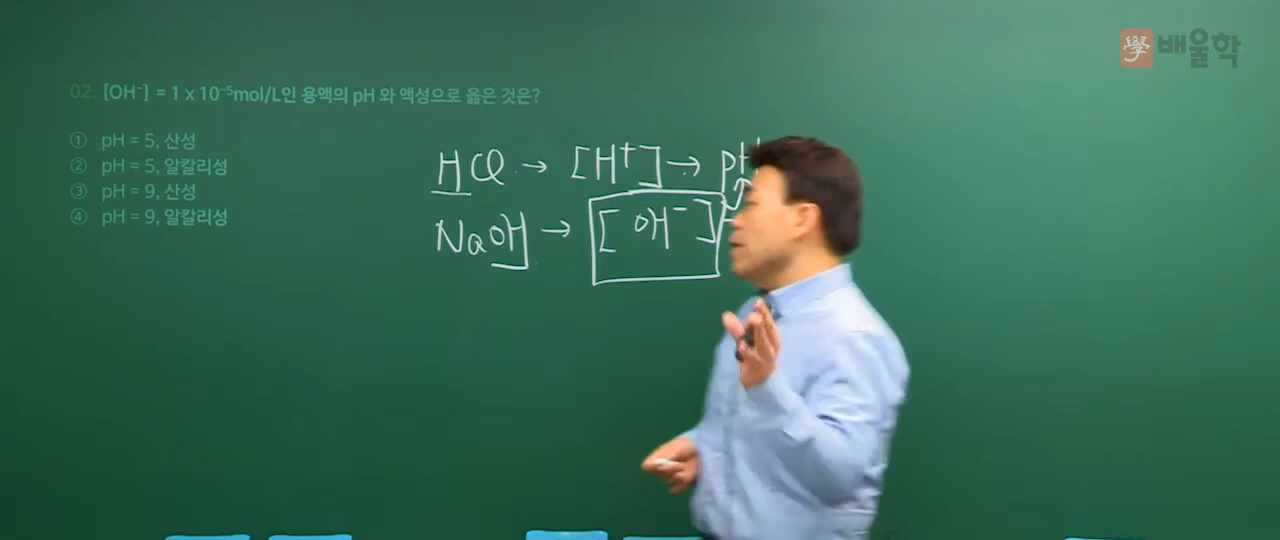 學 배울학
02. [OH⁻] = 1 x 10⁻⁵mol/L인 용액의 pH 와 액성으로 옳은 것은?
① pH = 5, 산성
② pH = 5, 알칼리성
③ pH = 9, 산성
④ pH = 9, 알칼리성
HCl → [H⁺] → pH
NaOH → [OH⁻]